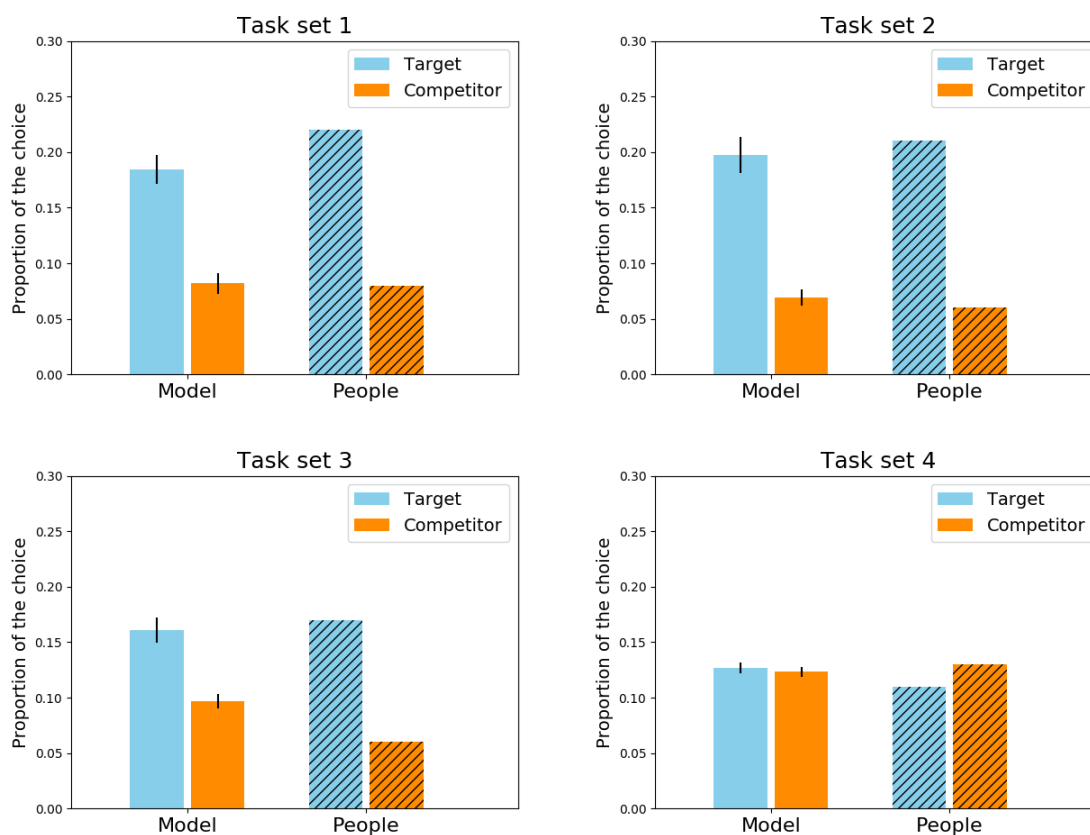 Task set 1
Proportion of the choice
0.30
0.25
0.20
0.15
0.10
0.05
0.00
Target
Competitor
Model
People
Task set 2
Proportion of the choice
0.30
0.25
0.20
0.15
0.10
0.05
0.00
Target
Competitor
Model
People
Task set 3
Proportion of the choice
0.30
0.25
0.20
0.15
0.10
0.05
0.00
Target
Competitor
Model
People
Task set 4
Proportion of the choice
0.30
0.25
0.20
0.15
0.10
0.05
0.00
Target
Competitor
Model
People